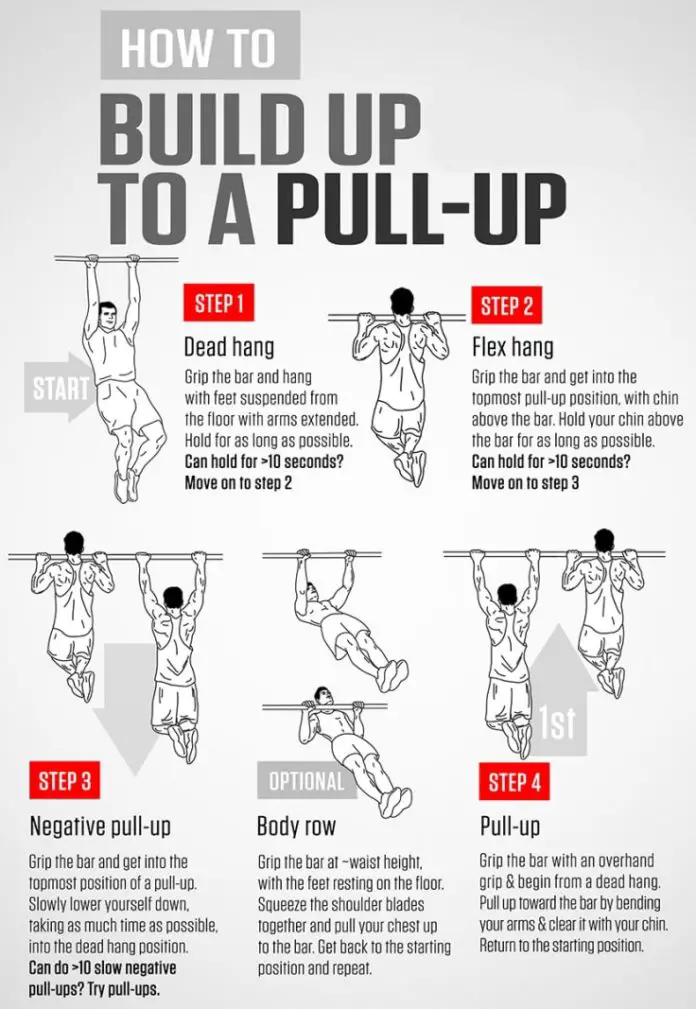 HOW TO
BUILD UP
TO A PULL-UP
START
STEP 1
Dead hang
Grip the bar and hang
with feet suspended from
the floor with arms extended.
Hold for as long as possible.
Can hold for >10 seconds?
Move on to step 2
STEP 2
Flex hang
Grip the bar and get into the
topmost pull-up position, with chin
above the bar. Hold your chin above
the bar for as long as possible.
Can hold for >10 seconds?
Move on to step 3
STEP 3
Negative pull-up
Grip the bar and get into the
topmost position of a pull-up.
Slowly lower yourself down,
taking as much time as possible,
into the dead hang position.
Can do >10 slow negative
pull-ups? Try pull-ups.
OPTIONAL
Body row
Grip the bar at ~waist height,
with the feet resting on the floor.
Squeeze the shoulder blades
together and pull your chest up
to the bar. Get back to the starting
position and repeat.
1st
STEP 4
Pull-up
Grip the bar with an overhand
grip & begin from a dead hang.
Pull up toward the bar by bending
your arms & clear it with your chin.
Return to the starting position.